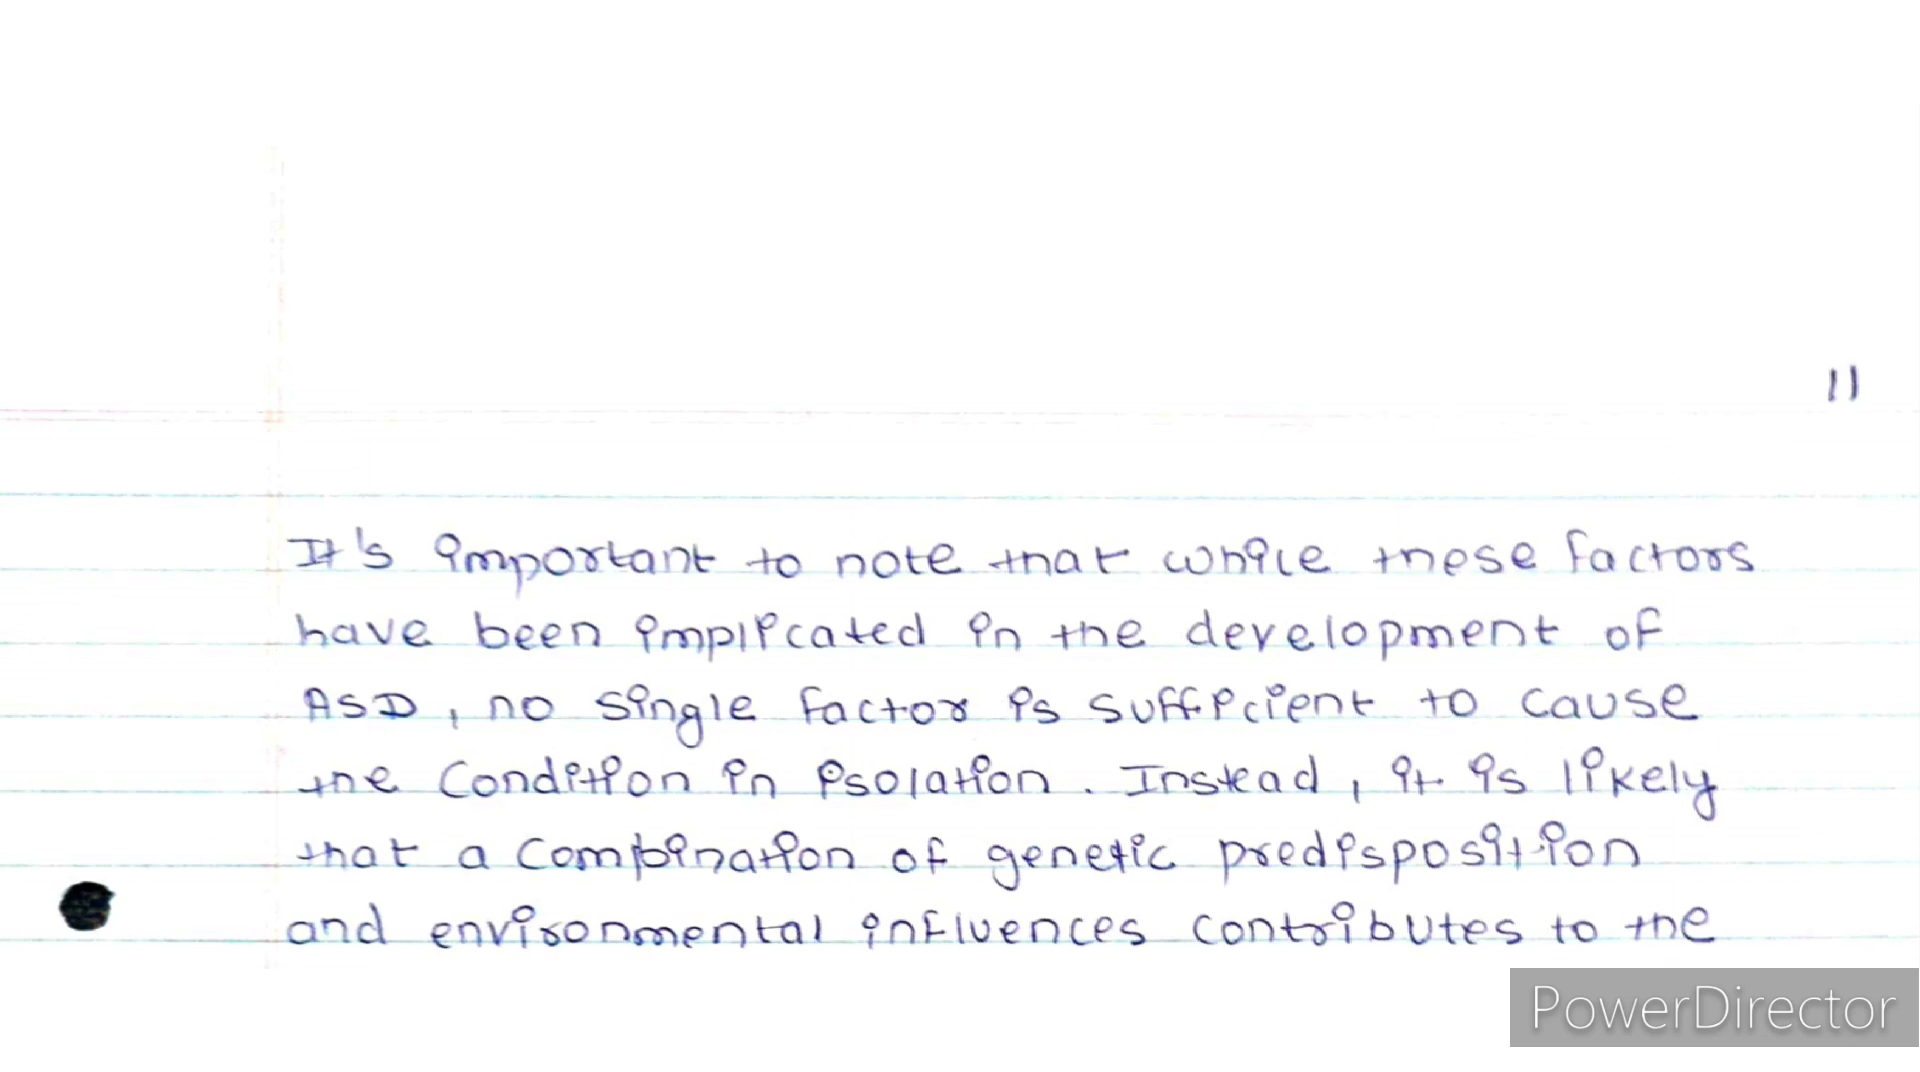 11
It's important to note that while these factors
have been implicated in the development of
ASD, no single factor is sufficient to cause
the condition in isolation. Instead, it is likely
that a combination of genetic predisposition
and environmental influences contributes to the
PowerDirector